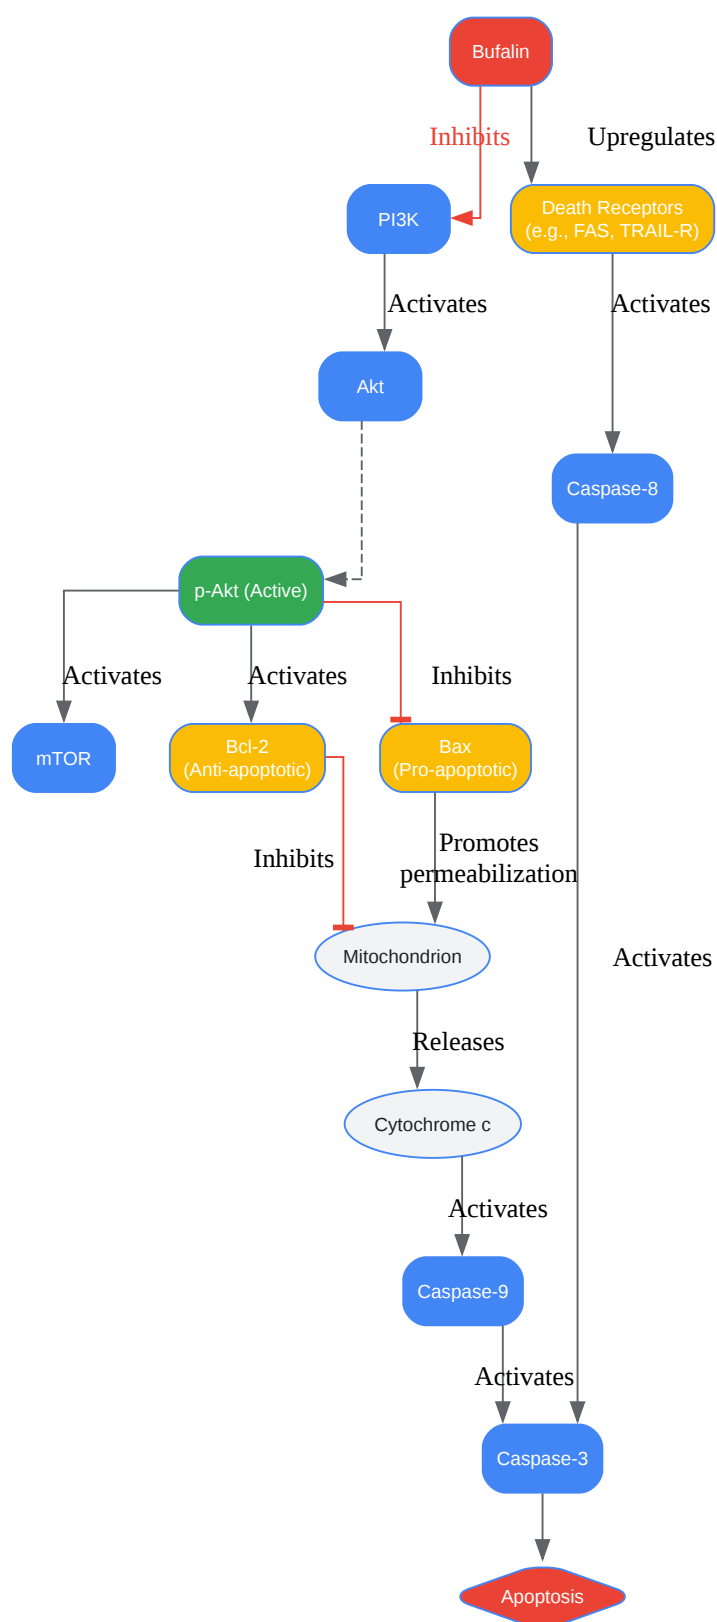 Bufalin
Inhibits
Upregulates
PI3K
Death Receptors
(e.g., FAS, TRAIL-R)
Activates
Activates
Akt
Caspase-8
p-Akt (Active)
Activates
Activates
Inhibits
mTOR
Bcl-2
(Anti-apoptotic)
Bax
(Pro-apoptotic)
Inhibits
Promotes
permeabilization
Mitochondrion
Activates
Releases
Cytochrome c
Activates
Caspase-9
Activates
Caspase-3
Apoptosis